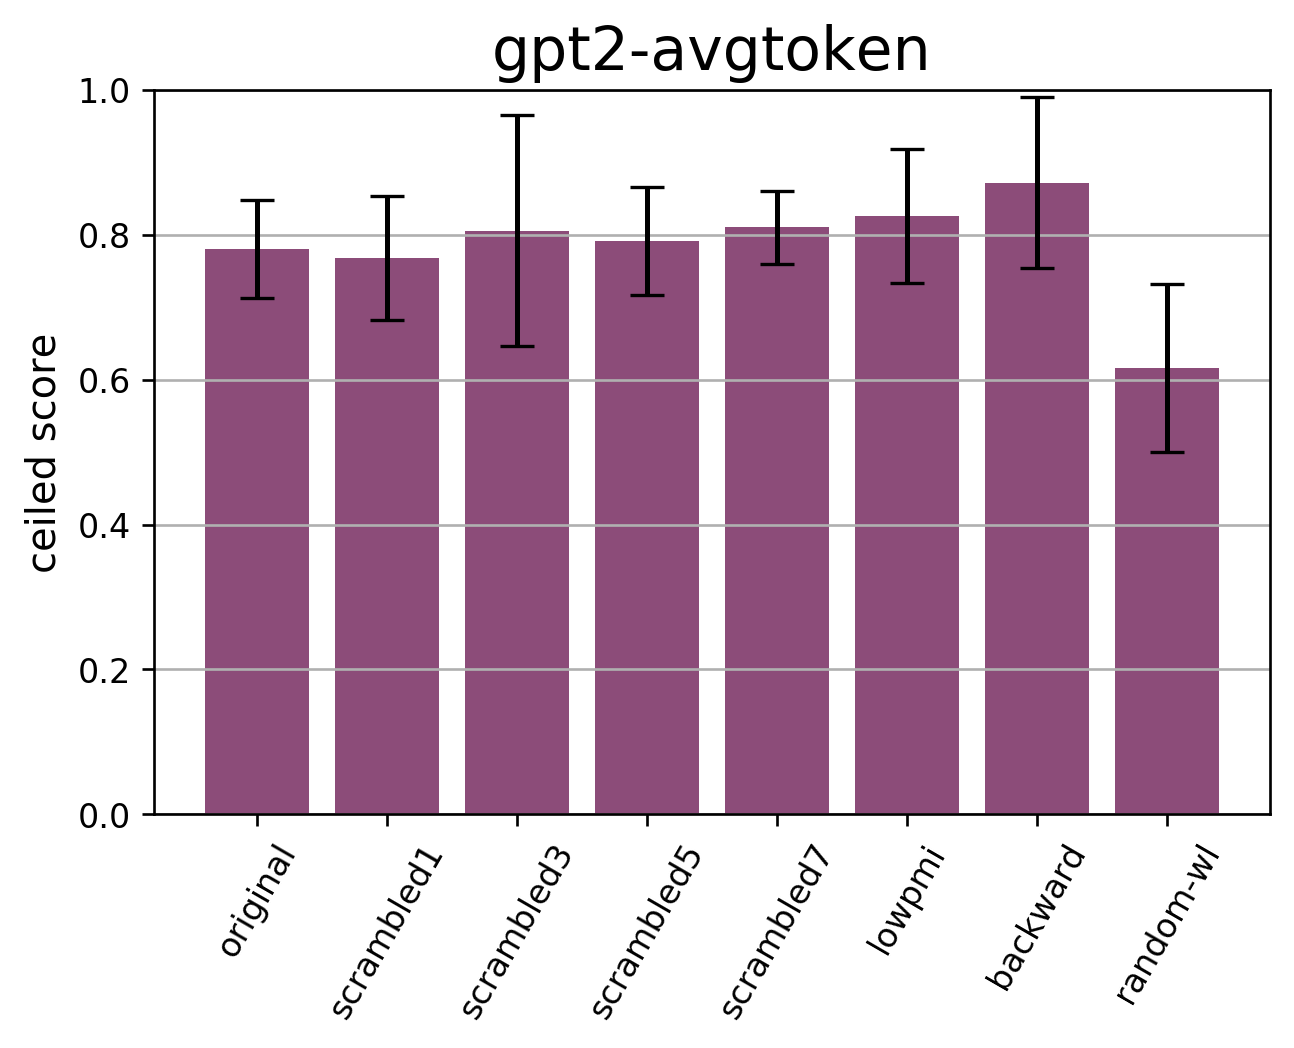 gpt2-avgtoken
ceiled score
1.0
0.8
0.6
0.4
0.2
0.0
original
scrambled1
scrambled3
scrambled5
scrambled7
lowpmi
backward
random-wl